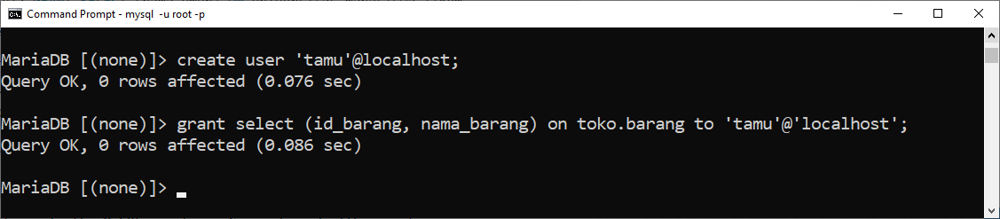 Command Prompt - mysql -u root -p
MariaDB [(none)]> create user 'tamu'@localhost;
Query OK, 0 rows affected (0.076 sec)
MariaDB [(none)]> grant select (id_barang, nama_barang) on toko.barang to 'tamu'@'localhost';
Query OK, 0 rows affected (0.086 sec)
MariaDB [(none)]>